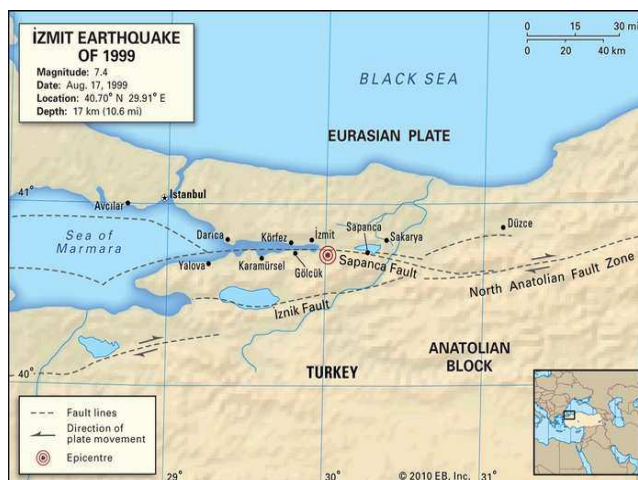 İZMIT EARTHQUAKE
OF 1999
Magnitude: 7.4
Date: Aug. 17, 1999
Location: 40.70° N 29.91° E
Depth: 17 km (10.6 mi)
0 15 30 mi
0 20 40 km
BLACK SEA
EURASIAN PLATE
41°
Avcılar
Istanbul
Sea of
Marmara
Darıca
Körfez
İzmit
Sapanca
Sakarya
Düzce
Yalova
Karamürsel
Gölcük
Sapanca Fault
North Anatolian Fault Zone
Iznik Fault
40°
TURKEY
ANATOLIAN
BLOCK
Fault lines
Direction of
plate movement
Epicentre
29°
30°
31°
© 2010 EB, Inc.